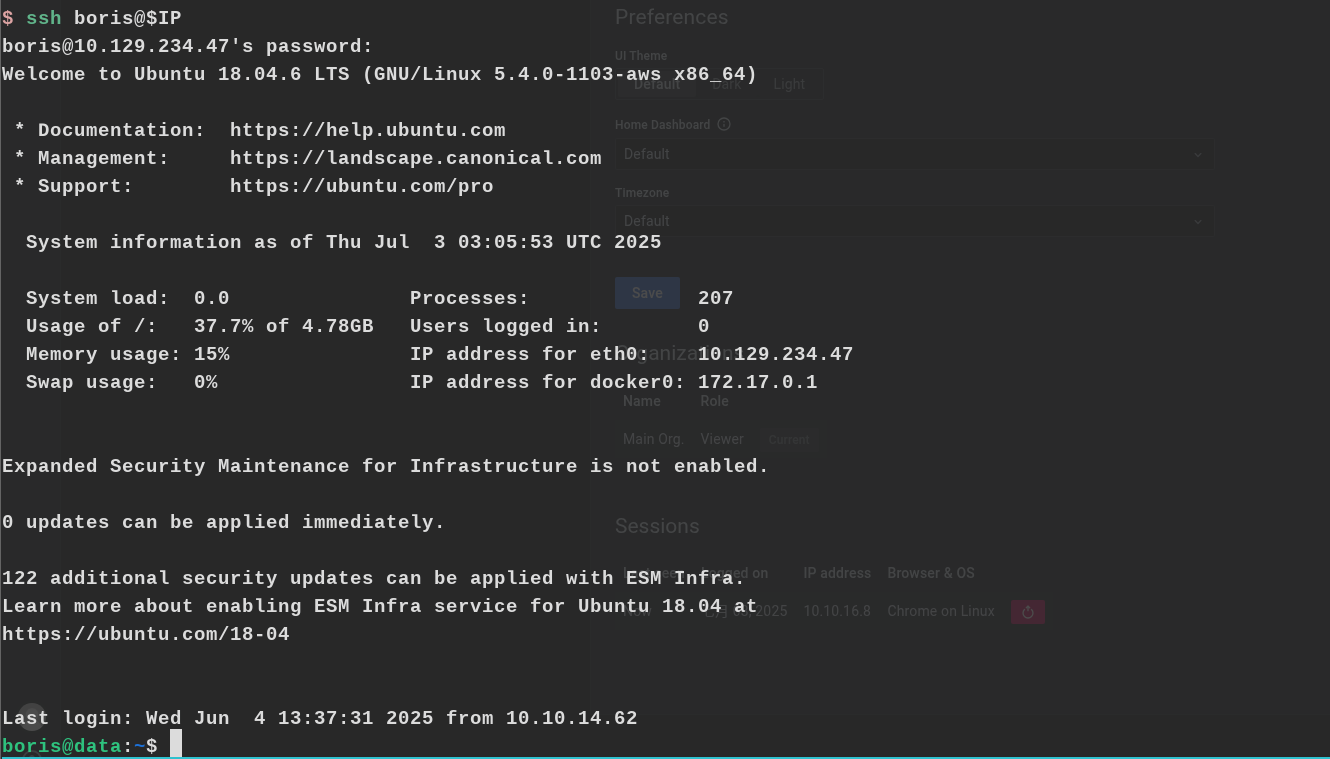 $ ssh boris@$IP
boris@10.129.234.47's password:
Welcome to Ubuntu 18.04.6 LTS (GNU/Linux 5.4.0-1103-aws x86_64)
 * Documentation:  https://help.ubuntu.com
 * Management:     https://landscape.canonical.com
 * Support:        https://ubuntu.com/pro
  System information as of Thu Jul  3 03:05:53 UTC 2025
  System load:  0.0               Processes:              207
  Usage of /:   37.7% of 4.78GB   Users logged in:        0
  Memory usage: 15%               IP address for eth0:    10.129.234.47
  Swap usage:   0%                IP address for docker0: 172.17.0.1
Expanded Security Maintenance for Infrastructure is not enabled.
0 updates can be applied immediately.
122 additional security updates can be applied with ESM Infra.
Learn more about enabling ESM Infra service for Ubuntu 18.04 at
https://ubuntu.com/18-04
Last login: Wed Jun  4 13:37:31 2025 from 10.10.14.62
boris@data:~$
Preferences
UI Theme
Default Dark Light
Home Dashboard
Default
Timezone
Default
Save
Organizations
Name Role
Main Org. Viewer Current
Sessions
Logged on IP address Browser & OS
Now 2025 10.10.16.8 Chrome on Linux